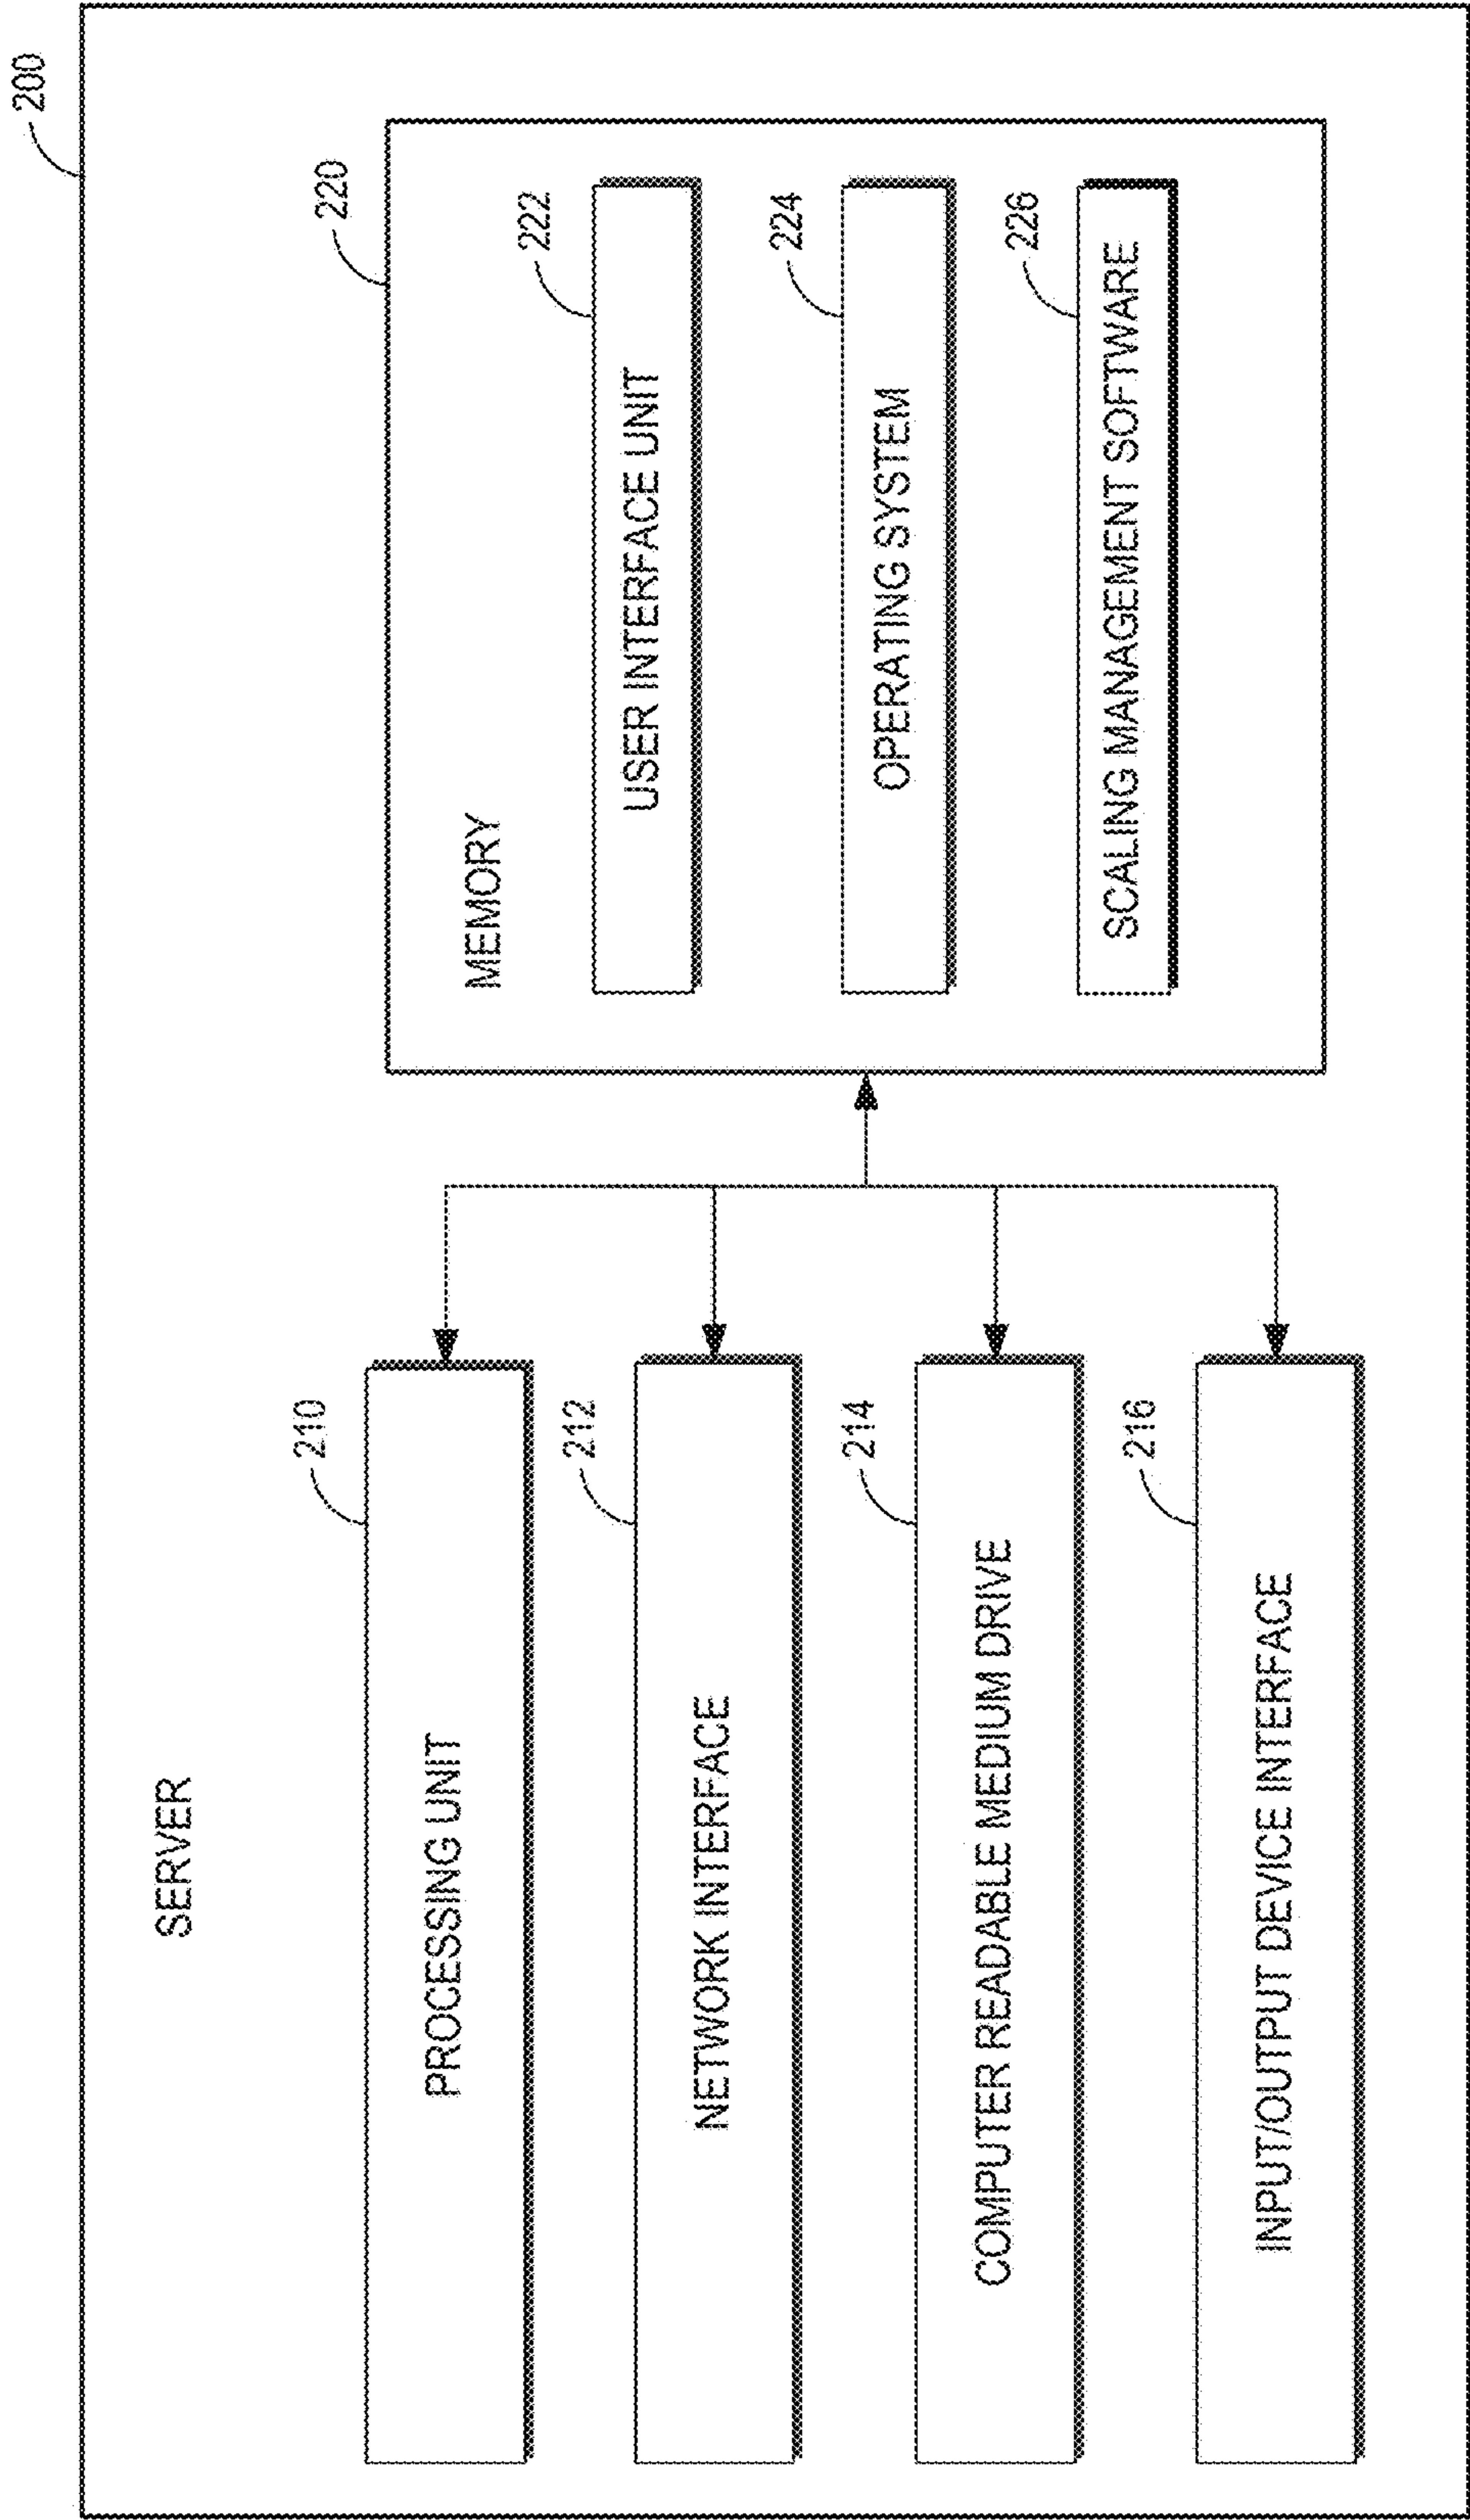 200
SERVER
220
MEMORY
210
PROCESSING UNIT
212
NETWORK INTERFACE
214
COMPUTER READABLE MEDIUM DRIVE
216
INPUT/OUTPUT DEVICE INTERFACE
222
USER INTERFACE UNIT
224
OPERATING SYSTEM
226
SCALING MANAGEMENT SOFTWARE